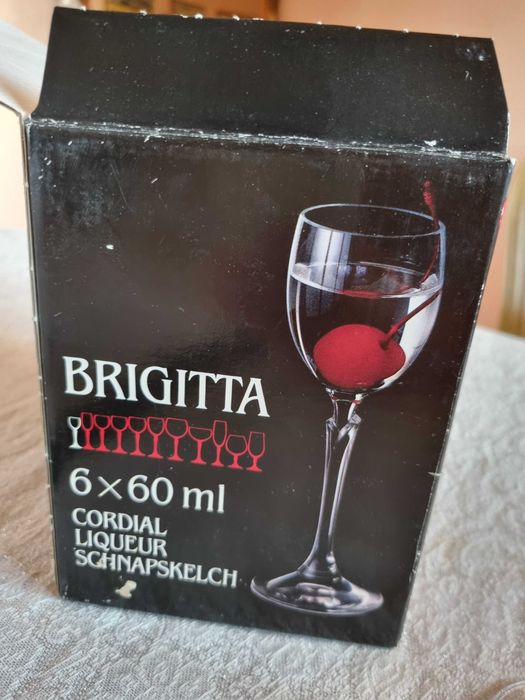 BRIGITTA
6 × 60 ml
CORDIAL
LIQUEUR
SCHNAPSKELCH